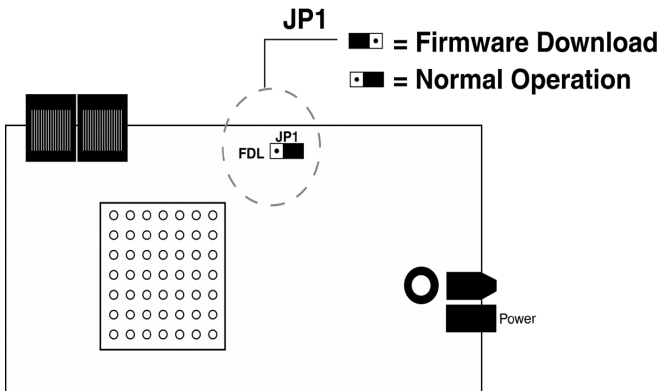 JP1
= Firmware Download
= Normal Operation
JP1
FDL
Power